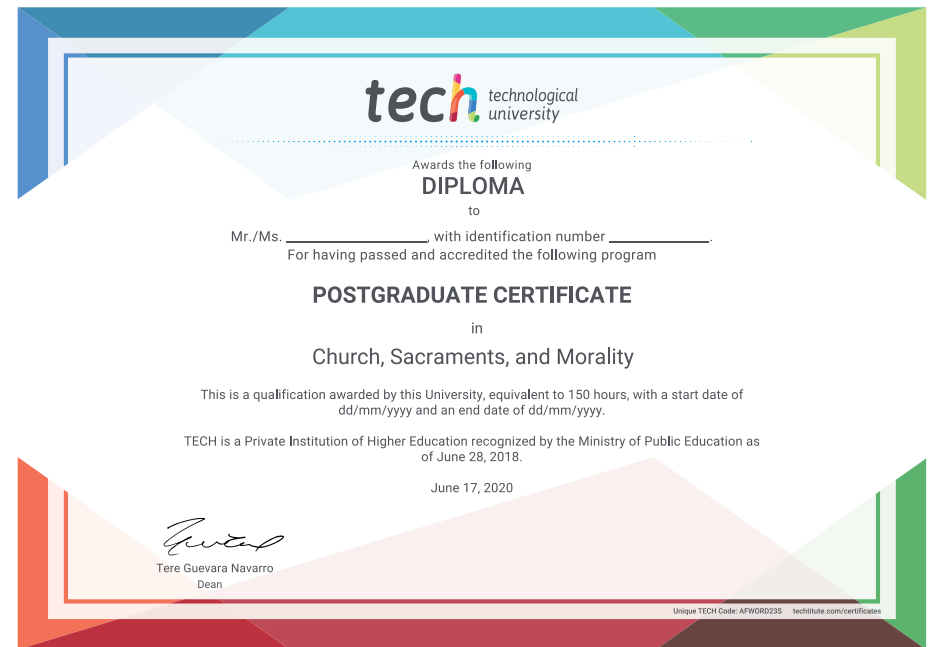 tech technological
university
Awards the following
DIPLOMA
to
Mr./Ms. ____________________, with identification number ______________.
For having passed and accredited the following program
POSTGRADUATE CERTIFICATE
in
Church, Sacraments, and Morality
This is a qualification awarded by this University, equivalent to 150 hours, with a start date of
dd/mm/yyyy and an end date of dd/mm/yyyy.
TECH is a Private Institution of Higher Education recognized by the Ministry of Public Education as
of June 28, 2018.
June 17, 2020
Tere Guevara Navarro
Dean
Unique TECH Code: AFWORD23S techtitute.com/certificates